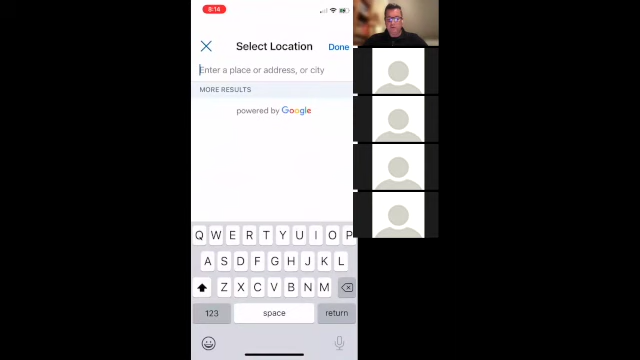 8:14
Select Location
Done
Enter a place or address, or city
MORE RESULTS
powered by Google
Q W E R T Y U I O P
A S D F G H J K L
Z X C V B N M
123
space
return